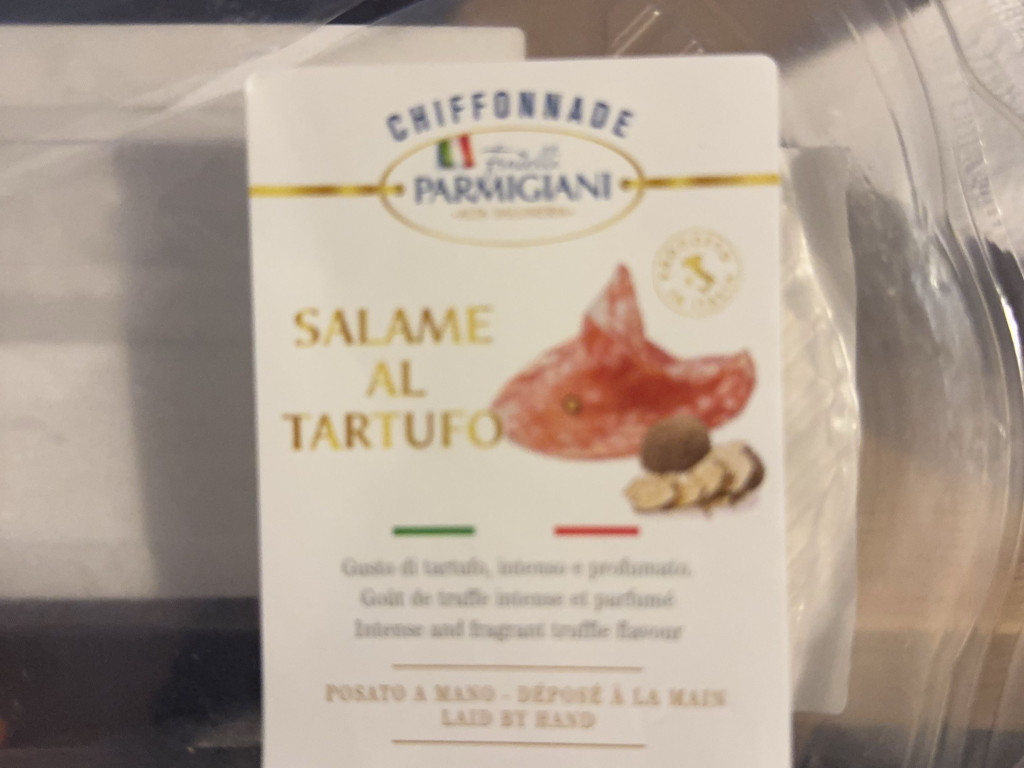 CHIFFONNADE
Fratelli
PARMIGIANI
SALAME
AL
TARTUFO
Gusto di tartufo, intenso e profumato.
Goût de truffe intense et parfumé
Intense and fragrant truffle flavour
POSATO A MANO - DÉPOSÉ À LA MAIN
LAID BY HAND